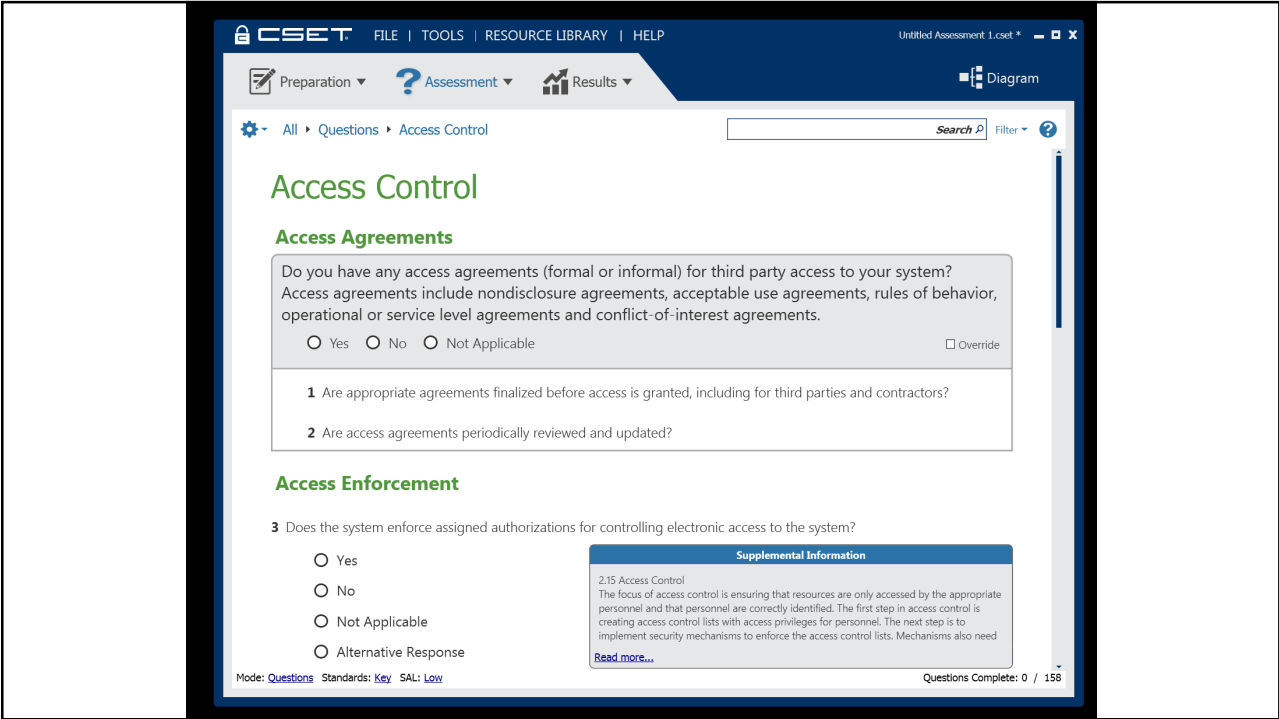 CSET FILE | TOOLS | RESOURCE LIBRARY | HELP Untitled Assessment 1.cset *
Preparation Assessment Results Diagram
All Questions Access Control Search Filter
Access Control
Access Agreements
Do you have any access agreements (formal or informal) for third party access to your system?
Access agreements include nondisclosure agreements, acceptable use agreements, rules of behavior,
operational or service level agreements and conflict-of-interest agreements.
Yes No Not Applicable Override
1 Are appropriate agreements finalized before access is granted, including for third parties and contractors?
2 Are access agreements periodically reviewed and updated?
Access Enforcement
3 Does the system enforce assigned authorizations for controlling electronic access to the system?
Yes
No
Not Applicable
Alternative Response
Supplemental Information
2.15 Access Control
The focus of access control is ensuring that resources are only accessed by the appropriate
personnel and that personnel are correctly identified. The first step in access control is
creating access control lists with access privileges for personnel. The next step is to
implement security mechanisms to enforce the access control lists. Mechanisms also need
Read more...
Mode: Questions Standards: Key SAL: Low Questions Complete: 0 / 158